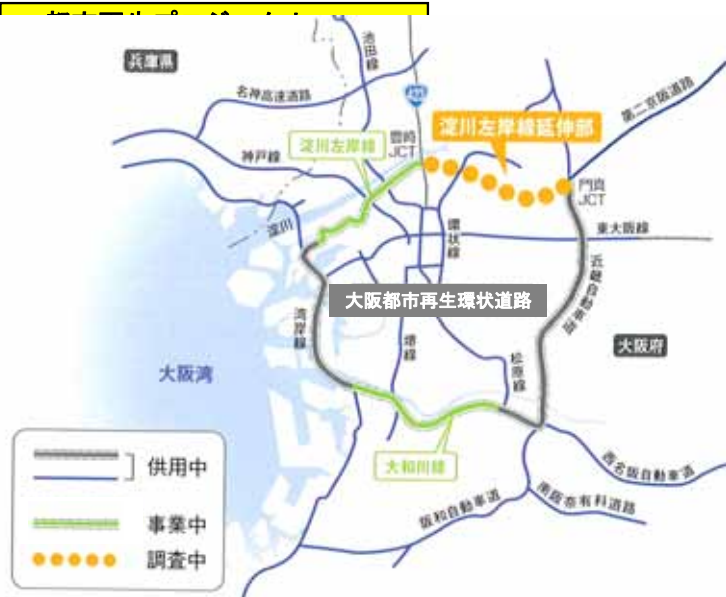 兵庫県
池田線
名神高速道路
423
第二京阪道路
淀川左岸線延伸部
豊崎
JCT
淀川左岸線
神戸線
門真
JCT
淀川
環状線
東大阪線
近畿自動車道
大阪都市再生環状道路
湾岸線
大阪府
堺線
松原線
大阪湾
大和川線
西名阪自動車道
南阪奈有料道路
阪和自動車道
供用中
事業中
調査中